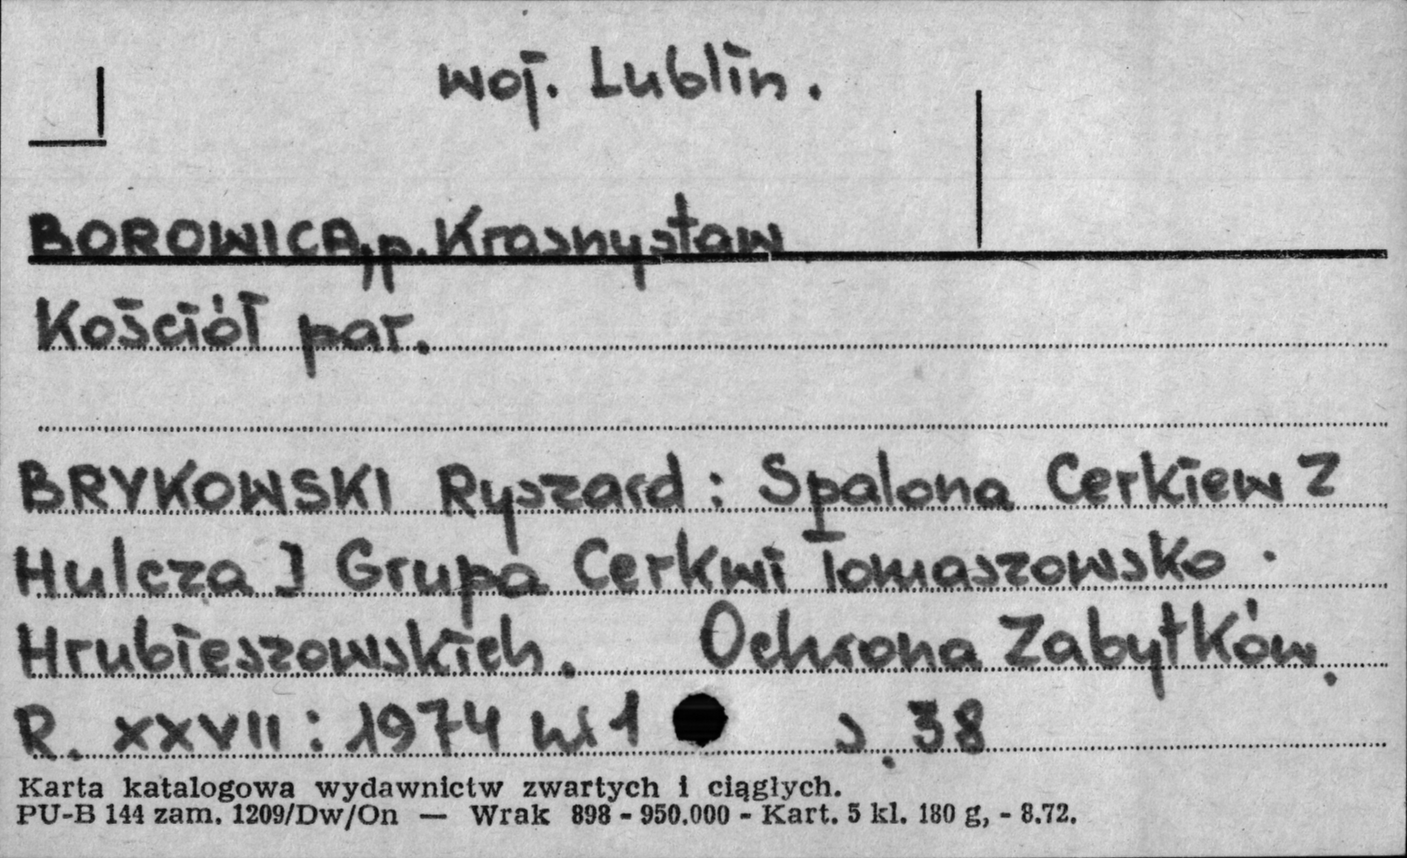 woj. Lublin.
BOROWICA, p. Krasnystaw
Kościół par.
BRYKOWSKI Ryszard : Spalona Cerkiew Z
Hulcza I Grupa Cerkwi Tomaszowsko -
Hrubieszowskich. Ochrona Zabytków.
R. XXVII : 1974 nr 1 s. 38
Karta katalogowa wydawnictw zwartych i ciągłych.
PU-B 144 zam. 1209/Dw/On — Wrak 898 - 950.000 - Kart. 5 kl. 180 g, - 8.72.